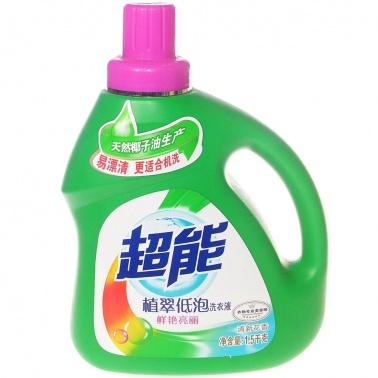 天然椰子油生产
易漂清 更适合机洗
超能
植翠低泡洗衣液
鲜艳亮丽
清新花香
净含量:1.5千克